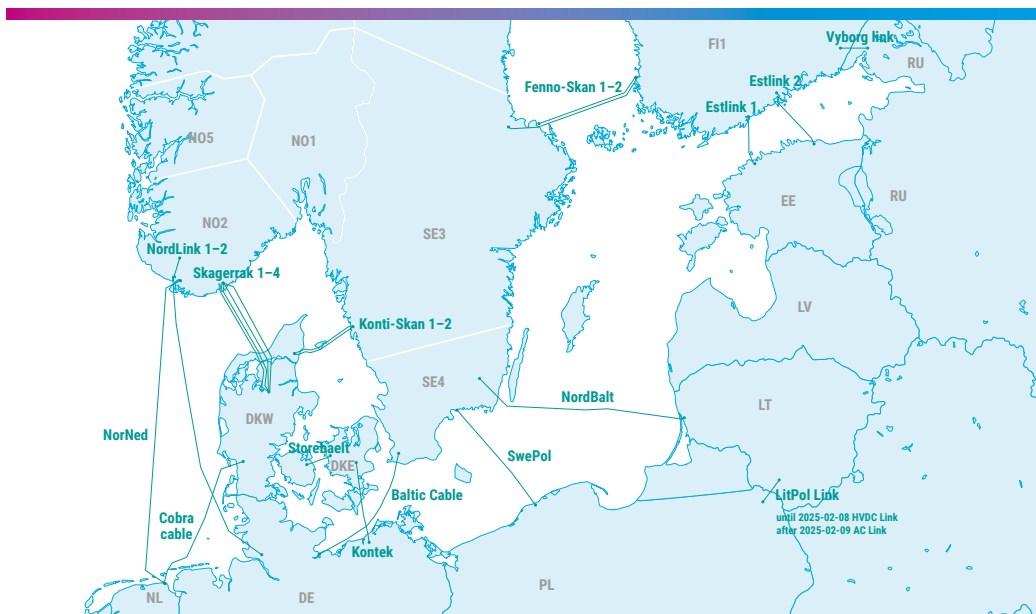 Vyborg link
FI1
RU
Estlink 2
Fenno-Skan 1–2
Estlink 1
NO5
NO1
EE
RU
NO2
SE3
NordLink 1–2
Skagerrak 1–4
LV
Konti-Skan 1–2
SE4
NordBalt
LT
DKW
NorNed
Storebaelt
SwePol
DKE
Baltic Cable
LitPol Link
until 2025-02-08 HVDC Link
after 2025-02-09 AC Link
Cobra
cable
Kontek
PL
NL
DE